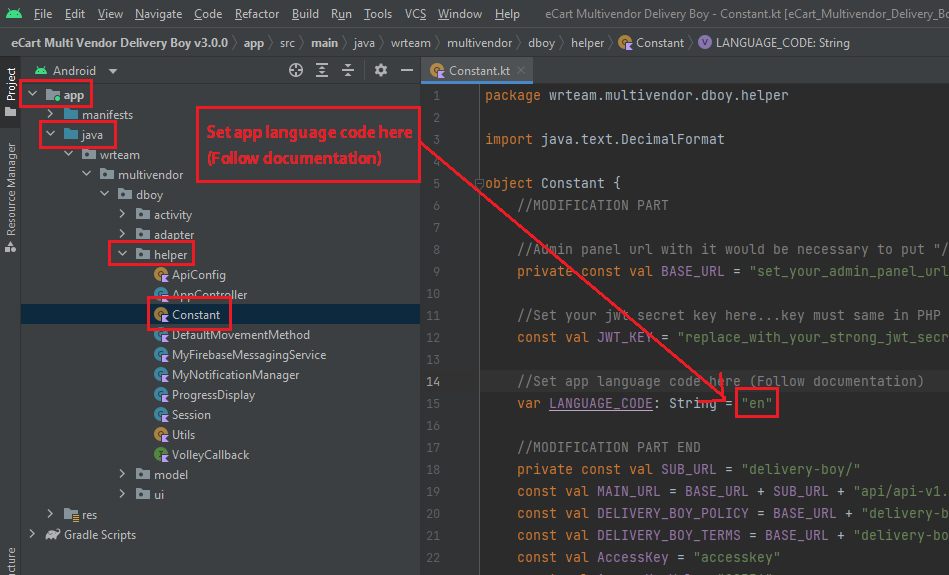 File Edit View Navigate Code Refactor Build Run Tools VCS Window Help eCart Multivendor Delivery Boy - Constant.kt [eCart_Multivendor_Delivery_Bo
eCart Multi Vendor Delivery Boy v3.0.0 app src main java wrteam multivendor dboy helper Constant LANGUAGE_CODE: String
Project
Resource Manager
cture
Android
app
manifests
java
wrteam
multivendor
dboy
activity
adapter
helper
ApiConfig
AppController
Constant
DefaultMovementMethod
MyFirebaseMessagingService
MyNotificationManager
ProgressDisplay
Session
Utils
VolleyCallback
model
ui
res
Gradle Scripts
Set app language code here
(Follow documentation)
Constant.kt
1 package wrteam.multivendor.dboy.helper
2
3 import java.text.DecimalFormat
4
5 object Constant {
6 //MODIFICATION PART
7
8 //Admin panel url with it would be necessary to put "/
9 private const val BASE_URL = "set_your_admin_panel_url
10
11 //Set your jwt secret key here...key must same in PHP
12 const val JWT_KEY = "replace_with_your_strong_jwt_secr
13
14 //Set app language code here (Follow documentation)
15 var LANGUAGE_CODE: String = "en"
16
17 //MODIFICATION PART END
18 private const val SUB_URL = "delivery-boy/"
19 const val MAIN_URL = BASE_URL + SUB_URL + "api/api-v1.
20 const val DELIVERY_BOY_POLICY = BASE_URL + "delivery-b
21 const val DELIVERY_BOY_TERMS = BASE_URL + "delivery-bo
22 const val AccessKey = "accesskey"